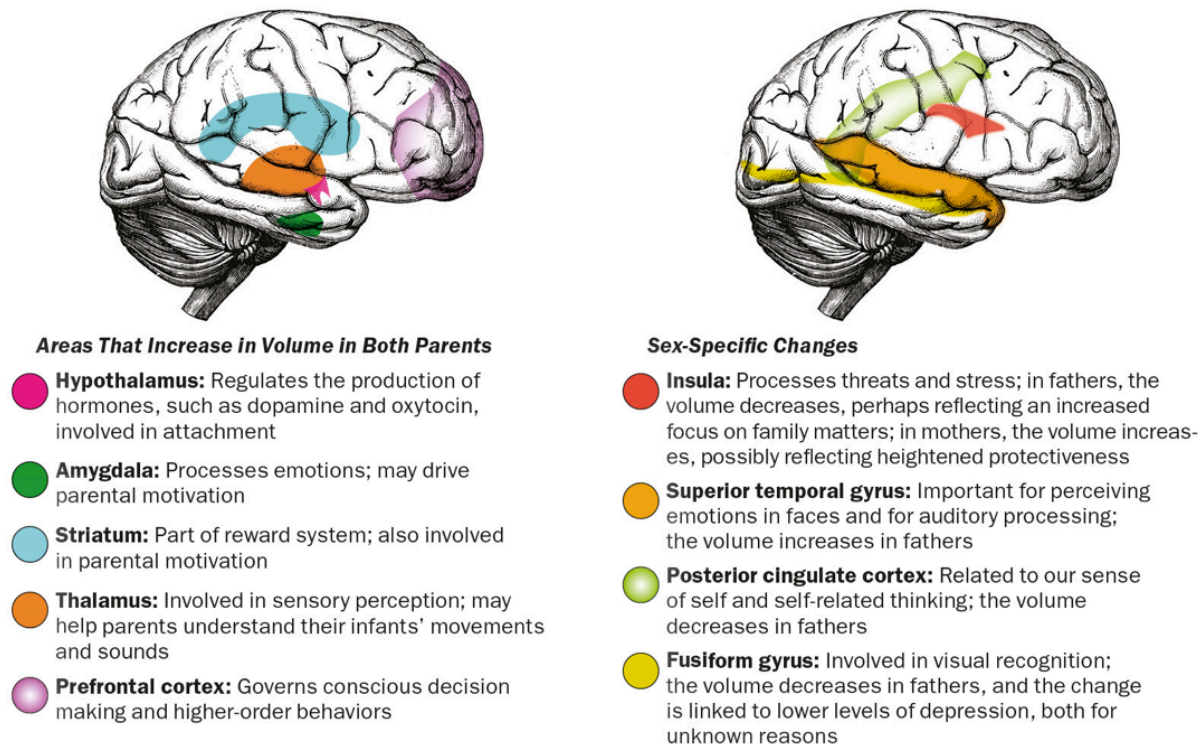 Areas That Increase in Volume in Both Parents
Hypothalamus: Regulates the production of
hormones, such as dopamine and oxytocin,
involved in attachment
Amygdala: Processes emotions; may drive
parental motivation
Striatum: Part of reward system; also involved
in parental motivation
Thalamus: Involved in sensory perception; may
help parents understand their infants’ movements
and sounds
Prefrontal cortex: Governs conscious decision
making and higher-order behaviors
Sex-Specific Changes
Insula: Processes threats and stress; in fathers, the
volume decreases, perhaps reflecting an increased
focus on family matters; in mothers, the volume increas-
es, possibly reflecting heightened protectiveness
Superior temporal gyrus: Important for perceiving
emotions in faces and for auditory processing;
the volume increases in fathers
Posterior cingulate cortex: Related to our sense
of self and self-related thinking; the volume
decreases in fathers
Fusiform gyrus: Involved in visual recognition;
the volume decreases in fathers, and the change
is linked to lower levels of depression, both for
unknown reasons